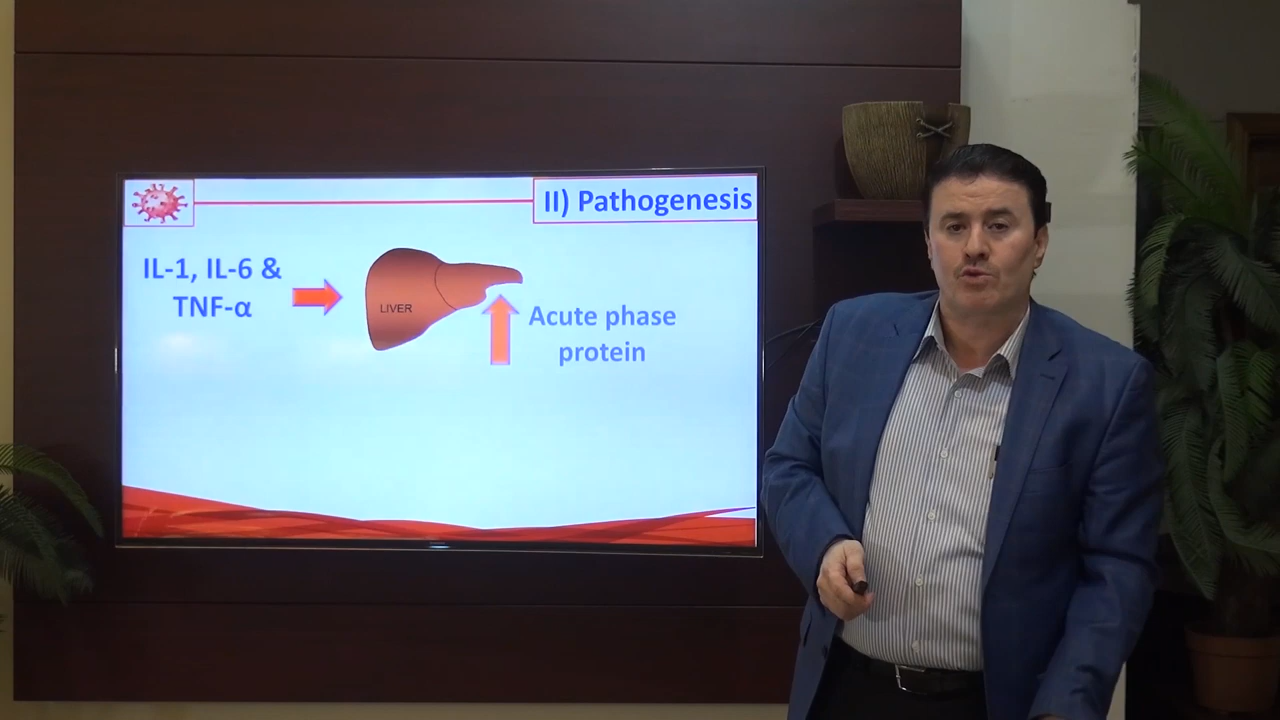 II) Pathogenesis
IL-1, IL-6 &
TNF-α
LIVER
Acute phase
protein